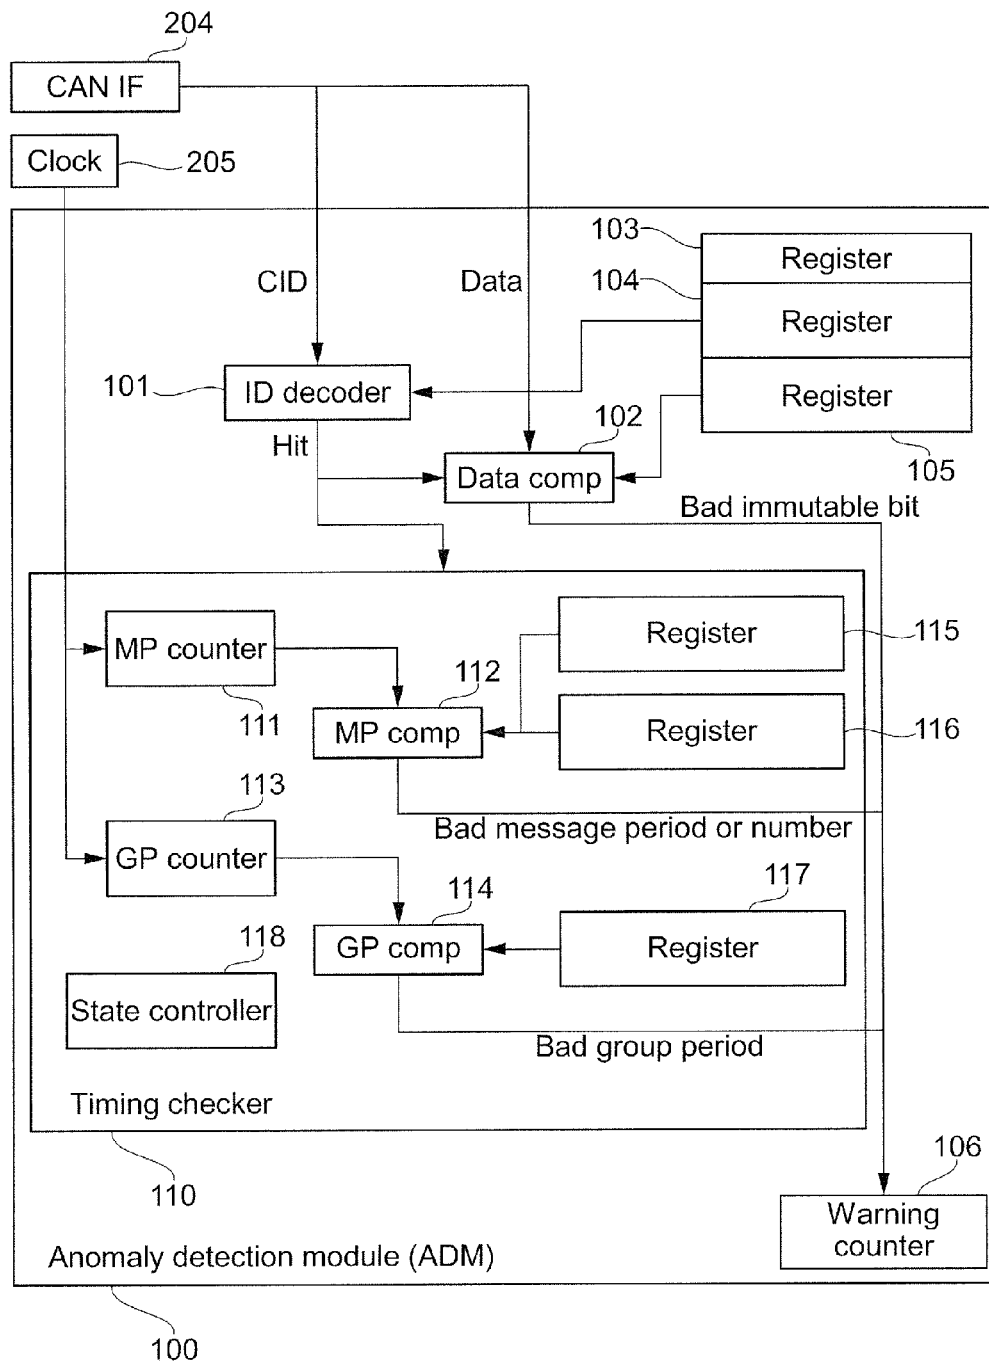 204
CAN IF
Clock
205
103
Register
104
CID
Data
Register
101
ID decoder
Register
102
Hit
105
Data comp
Bad immutable bit
MP counter
Register
115
111
112
MP comp
Register
116
113
Bad message period or number
GP counter
114
117
GP comp
Register
118
State controller
Bad group period
Timing checker
110
106
Warning
counter
Anomaly detection module (ADM)
100